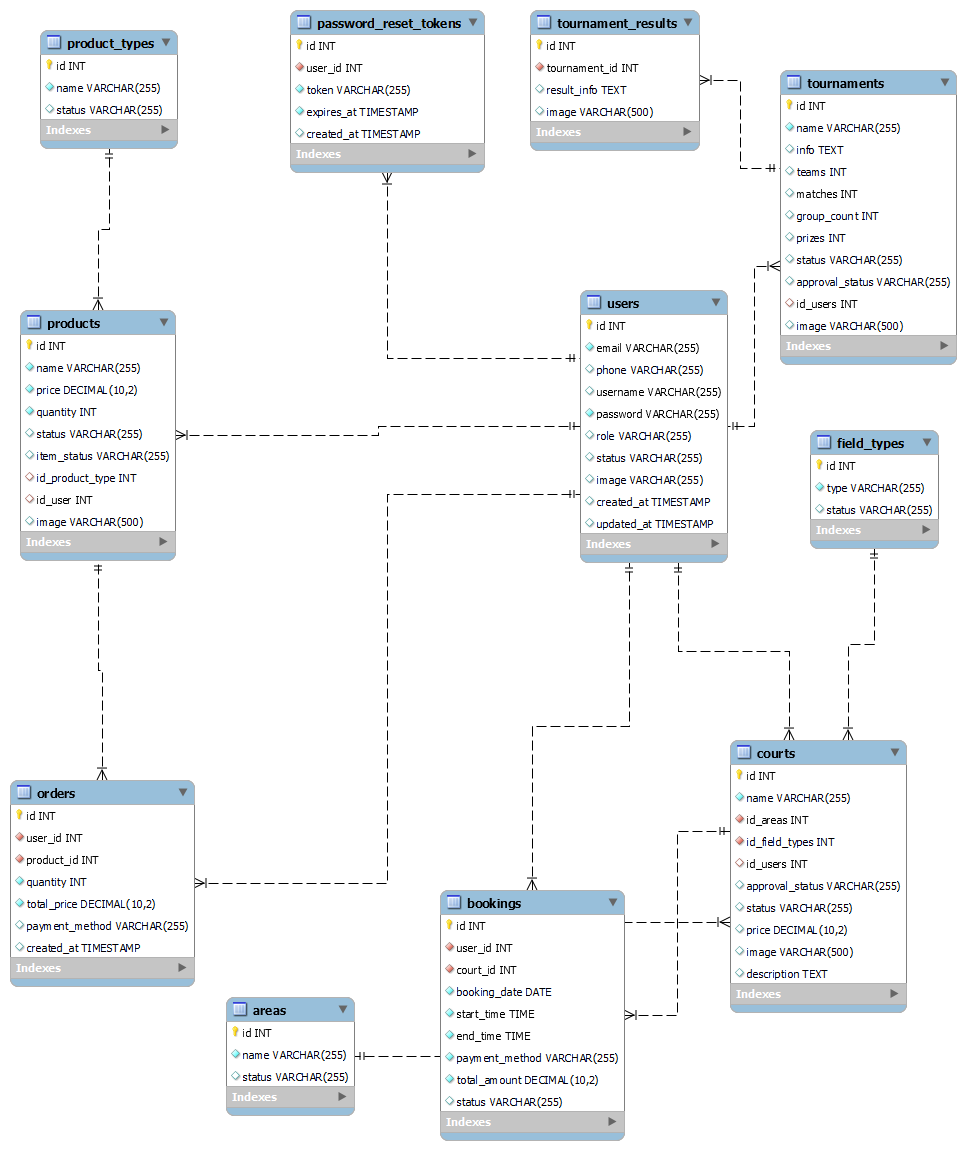 product_types
id INT
name VARCHAR(255)
status VARCHAR(255)
Indexes
password_reset_tokens
id INT
user_id INT
token VARCHAR(255)
expires_at TIMESTAMP
created_at TIMESTAMP
Indexes
tournament_results
id INT
tournament_id INT
result_info TEXT
image VARCHAR(500)
Indexes
tournaments
id INT
name VARCHAR(255)
info TEXT
teams INT
matches INT
group_count INT
prizes INT
status VARCHAR(255)
approval_status VARCHAR(255)
id_users INT
image VARCHAR(500)
Indexes
products
id INT
name VARCHAR(255)
price DECIMAL(10,2)
quantity INT
status VARCHAR(255)
item_status VARCHAR(255)
id_product_type INT
id_user INT
image VARCHAR(500)
Indexes
users
id INT
email VARCHAR(255)
phone VARCHAR(255)
username VARCHAR(255)
password VARCHAR(255)
role VARCHAR(255)
status VARCHAR(255)
image VARCHAR(255)
created_at TIMESTAMP
updated_at TIMESTAMP
Indexes
field_types
id INT
type VARCHAR(255)
status VARCHAR(255)
Indexes
orders
id INT
user_id INT
product_id INT
quantity INT
total_price DECIMAL(10,2)
payment_method VARCHAR(255)
created_at TIMESTAMP
Indexes
courts
id INT
name VARCHAR(255)
id_areas INT
id_field_types INT
id_users INT
approval_status VARCHAR(255)
status VARCHAR(255)
price DECIMAL(10,2)
image VARCHAR(500)
description TEXT
Indexes
bookings
id INT
user_id INT
court_id INT
booking_date DATE
start_time TIME
end_time TIME
payment_method VARCHAR(255)
total_amount DECIMAL(10,2)
status VARCHAR(255)
Indexes
areas
id INT
name VARCHAR(255)
status VARCHAR(255)
Indexes